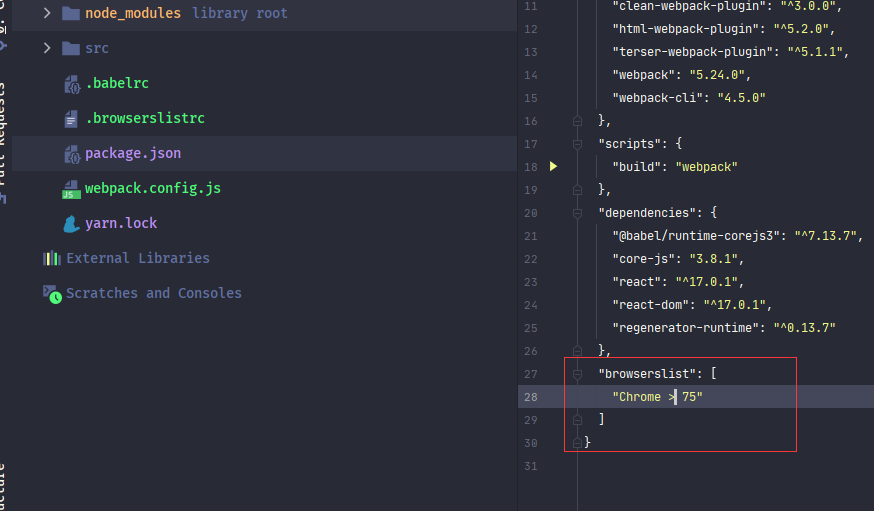 node_modules library root
src
.babelrc
.browserslistrc
package.json
webpack.config.js
yarn.lock
External Libraries
Scratches and Consoles
Pull Requests
11 "clean-webpack-plugin": "^3.0.0",
12 "html-webpack-plugin": "^5.2.0",
13 "terser-webpack-plugin": "^5.1.1",
14 "webpack": "5.24.0",
15 "webpack-cli": "4.5.0"
16 },
17 "scripts": {
18 "build": "webpack"
19 },
20 "dependencies": {
21 "@babel/runtime-corejs3": "^7.13.7",
22 "core-js": "3.8.1",
23 "react": "^17.0.1",
24 "react-dom": "^17.0.1",
25 "regenerator-runtime": "^0.13.7"
26 },
27 "browserslist": [
28 "Chrome > 75"
29 ]
30 }
31